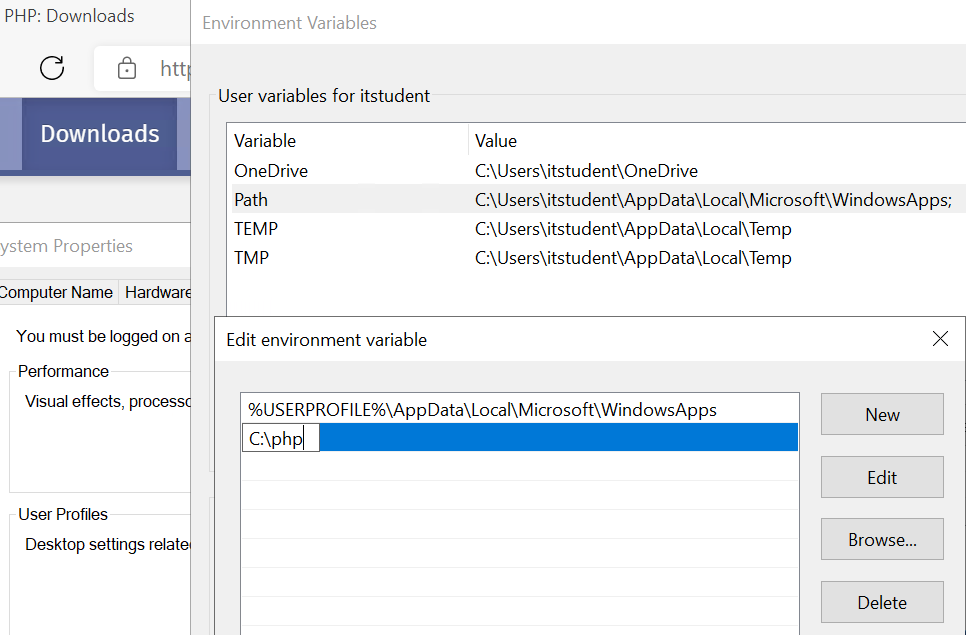 PHP: Downloads
http
Downloads
ystem Properties
Computer Name Hardware
You must be logged on a
Performance
Visual effects, processo
User Profiles
Desktop settings relate
Environment Variables
User variables for itstudent
Variable Value
OneDrive C:\Users\itstudent\OneDrive
Path C:\Users\itstudent\AppData\Local\Microsoft\WindowsApps;
TEMP C:\Users\itstudent\AppData\Local\Temp
TMP C:\Users\itstudent\AppData\Local\Temp
Edit environment variable
%USERPROFILE%\AppData\Local\Microsoft\WindowsApps
C:\php
New
Edit
Browse...
Delete